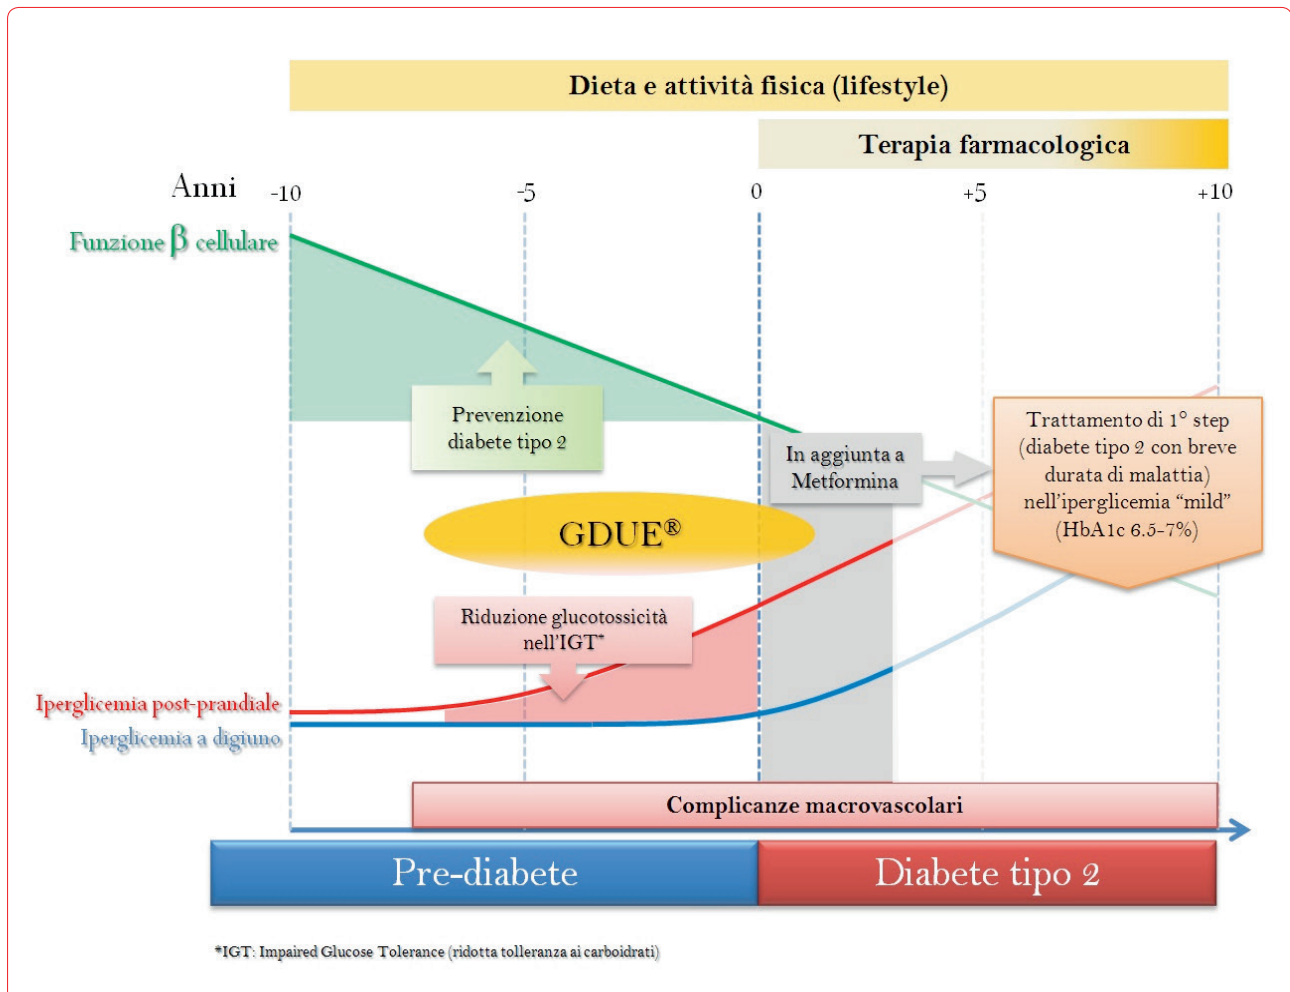 Dieta e attività fisica (lifestyle)
Terapia farmacologica
Anni
-10
-5
0
+5
+10
Funzione β cellulare
Prevenzione
diabete tipo 2
In aggiunta a
Metformina
Trattamento di 1° step
(diabete tipo 2 con breve
durata di malattia)
nell'iperglicemia “mild”
(HbA1c 6.5-7%)
GDUE®
Riduzione glucotossicità
nell'IGT*
Iperglicemia post-prandiale
Iperglicemia a digiuno
Complicanze macrovascolari
Pre-diabete
Diabete tipo 2
*IGT: Impaired Glucose Tolerance (ridotta tolleranza ai carboidrati)